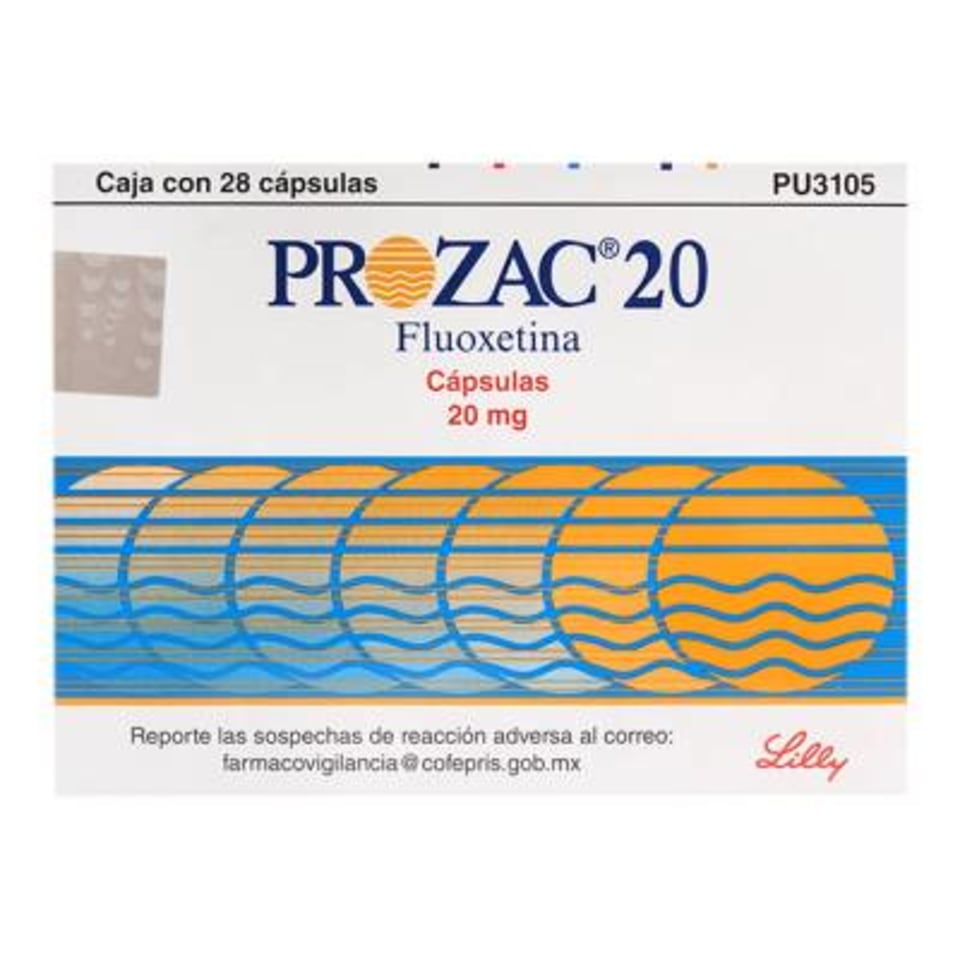 Caja con 28 cápsulas PU3105
PROZAC® 20
Fluoxetina
Cápsulas
20 mg
Reporte las sospechas de reacción adversa al correo:
farmacovigilancia@cofepris.gob.mx
Lilly